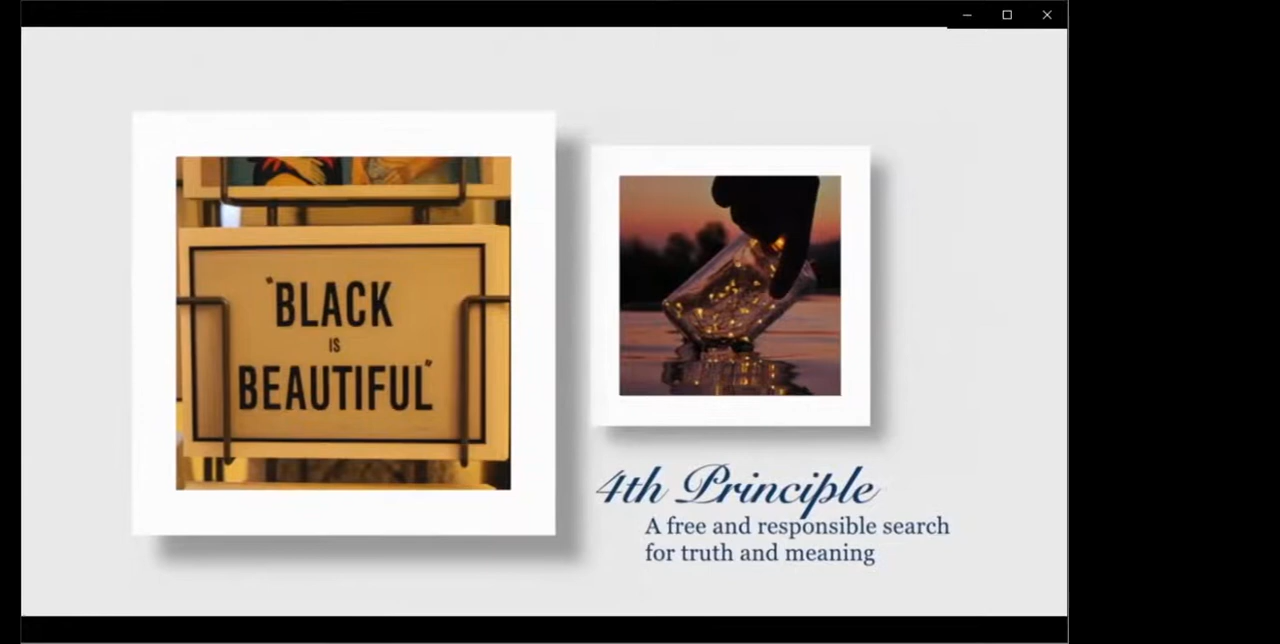 "BLACK
IS
BEAUTIFUL"
4th Principle
A free and responsible search
for truth and meaning